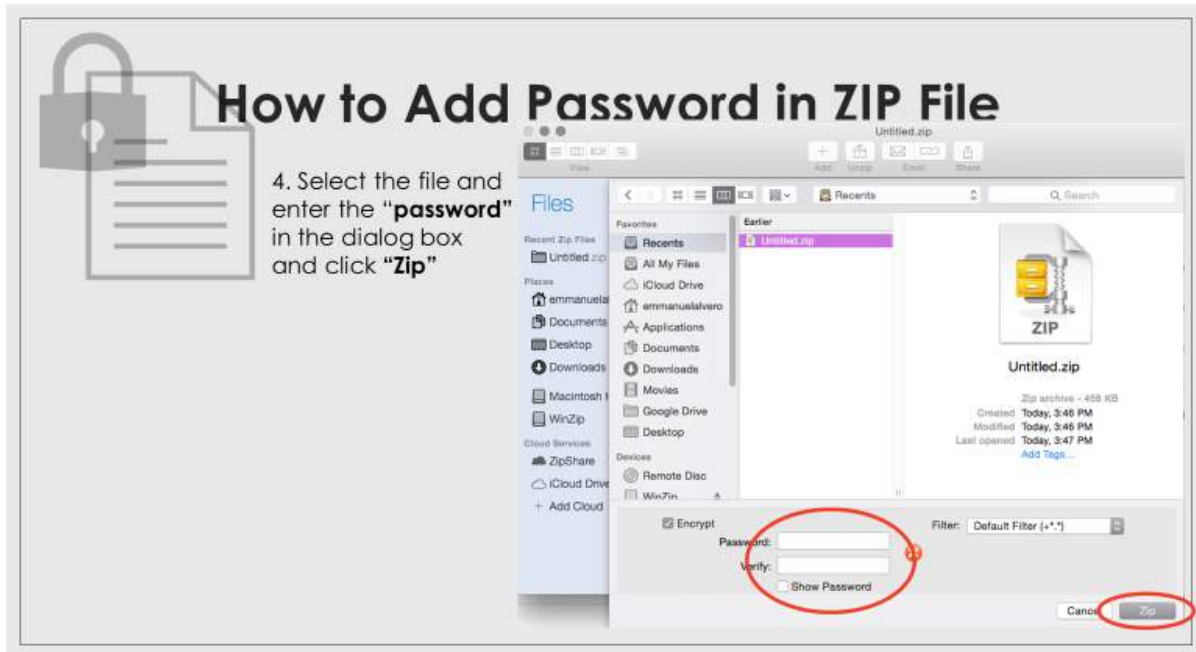 How to Add Password in ZIP File
4. Select the file and
enter the “password”
in the dialog box
and click “Zip”
Untitled.zip
View
Add
Unzip
Email
Share
Files
Recents
Search
Recent Zip Files
Untitled.zip
Places
emmanuela
Documents
Desktop
Downloads
Macintosh
WinZip
Cloud Services
ZipShare
iCloud Drive
+ Add Cloud
Favorites
Recents
All My Files
iCloud Drive
emmanuelalvero
Applications
Documents
Downloads
Movies
Google Drive
Desktop
Devices
Remote Disc
WinZip
Earlier
Untitled.zip
ZIP
Untitled.zip
Zip archive - 459 KB
Created Today, 3:46 PM
Modified Today, 3:46 PM
Last opened Today, 3:47 PM
Add Tags...
Encrypt
Password:
Verify:
Show Password
Filter: Default Filter (+*.*)
Cancel
Zip